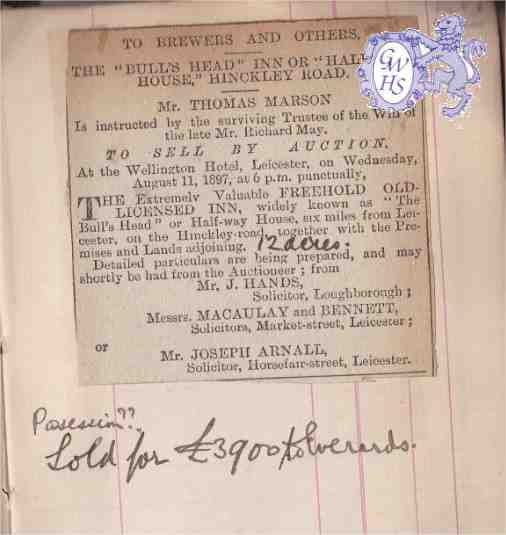 TO BREWERS AND OTHERS.
THE "BULL'S HEAD" INN OR "HALF
HOUSE," HINCKLEY ROAD.
Mr. THOMAS MARSON
Is instructed by the surviving Trustee of the Will of
the late Mr. Richard May,
TO SELL BY AUCTION,
At the Wellington Hotel, Leicester, on Wednesday,
August 11, 1897, at 6 p.m. punctually,
THE Extremely Valuable FREEHOLD OLD-
LICENSED INN, widely known as "The
Bull's Head" or Half-way House, six miles from Lei-
cester, on the Hinckley-road, together with the Pre-
mises and Lands adjoining. 12 acres.
Detailed particulars are being prepared, and may
shortly be had from the Auctioneer; from
Mr. J. HANDS,
Solicitor, Loughborough;
Messrs. MACAULAY and BENNETT,
Solicitors, Market-street, Leicester;
or
Mr. JOSEPH ARNALL,
Solicitor, Horsefair-street, Leicester.
Possession??
Sold for £3900 to Everards.
GWHS